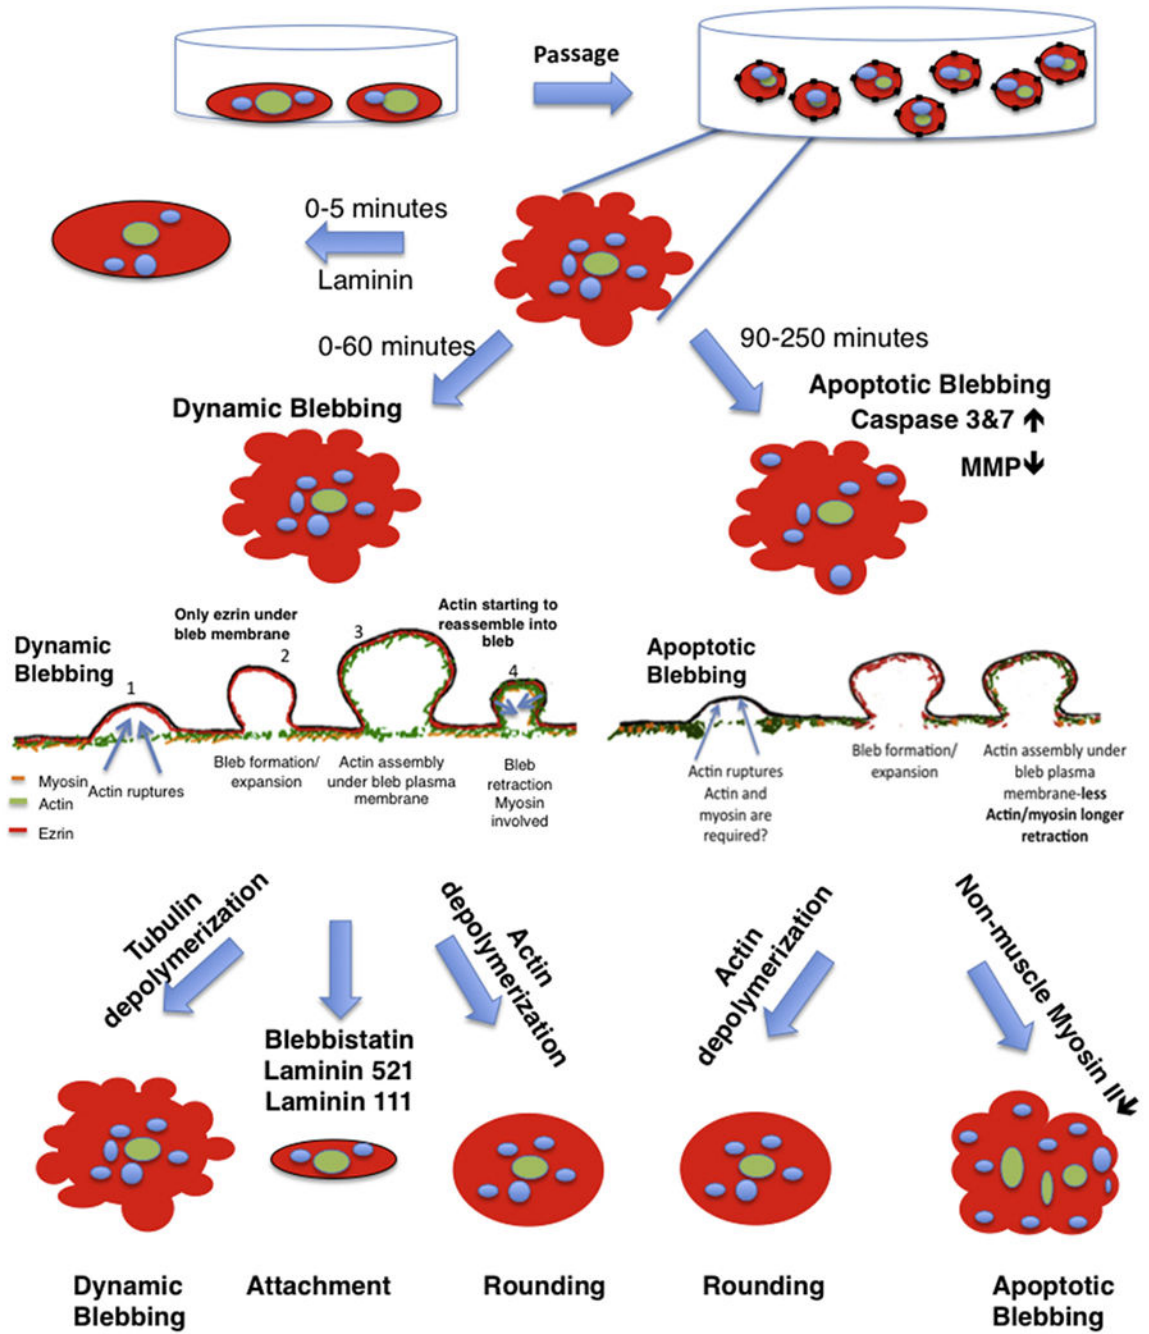 Passage
0-5 minutes
Laminin
0-60 minutes
90-250 minutes
Dynamic Blebbing
Apoptotic Blebbing
Caspase 3&7
MMP
Dynamic
Blebbing
1
Only ezrin under
bleb membrane
2
3
Actin starting to
reassemble into
bleb
4
Myosin
Actin
Ezrin
Actin ruptures
Bleb formation/
expansion
Actin assembly
under bleb plasma
membrane
Bleb
retraction
Myosin
involved
Apoptotic
Blebbing
Actin ruptures
Actin and
myosin are
required?
Bleb formation/
expansion
Actin assembly under
bleb plasma
membrane-less
Actin/myosin longer
retraction
Tubulin
depolymerization
Blebbistatin
Laminin 521
Laminin 111
Actin
depolymerization
Actin
depolymerization
Non-muscle Myosin II
Dynamic
Blebbing
Attachment
Rounding
Rounding
Apoptotic
Blebbing